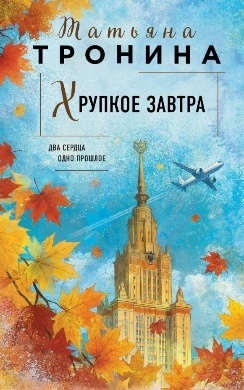 Татьяна
ТРОНИНА
ХРУПКОЕ ЗАВТРА
ДВА СЕРДЦА
ОДНО ПРОШЛОЕ